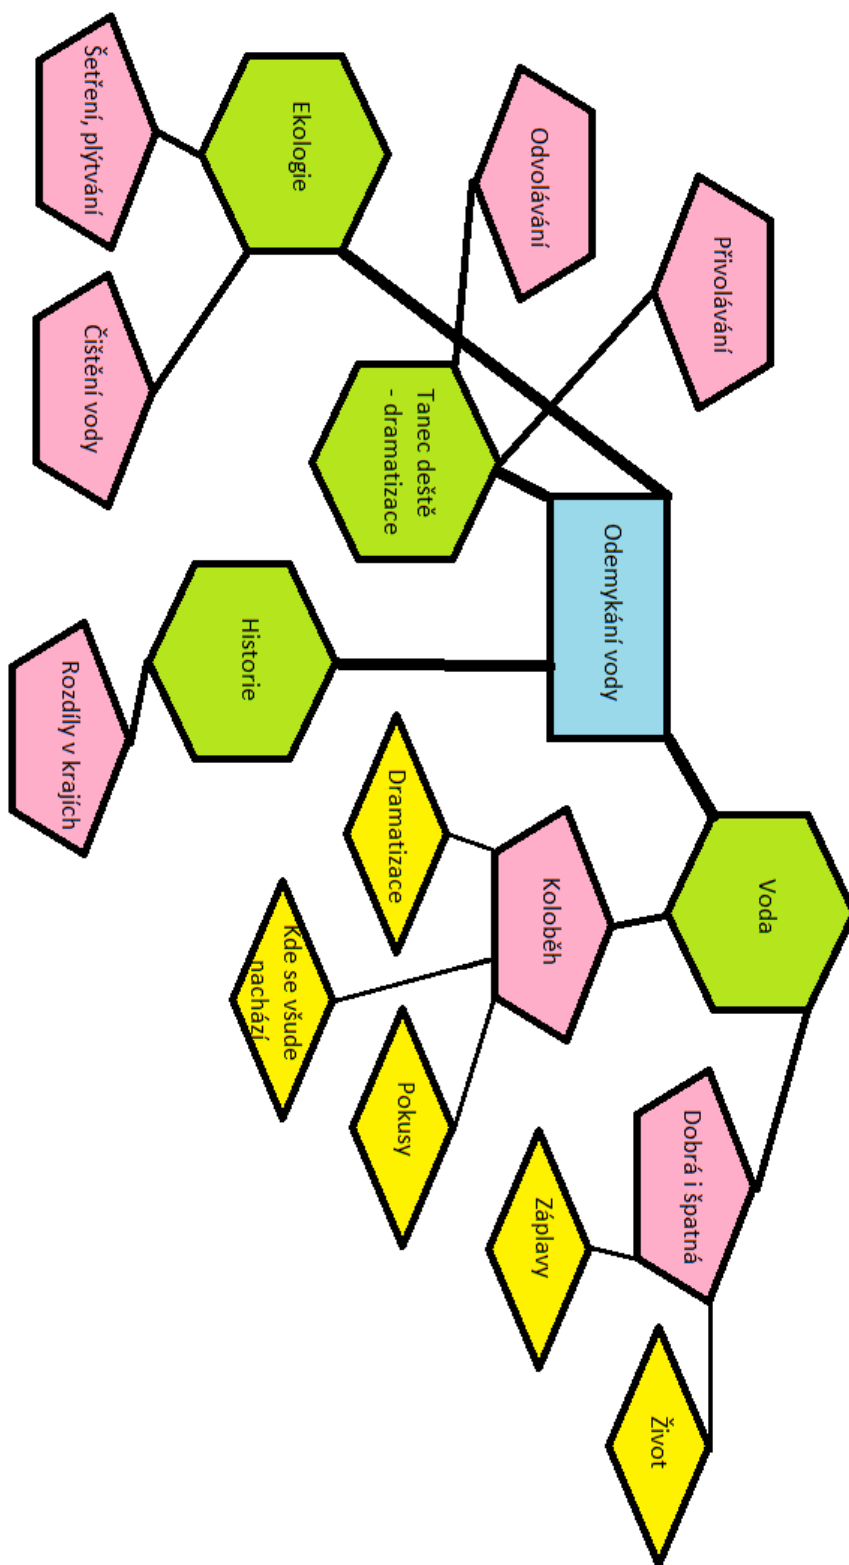 Přivolávání
Voda
Dobrá i špatná
Život
Odemykání vody
Odvolávání
Koloběh
Záplavy
Tanec deště
- dramatizace
Dramatizace
Pokusy
Ekologie
Kde se všude
nachází
Historie
Šetření, plýtvání
Čištění vody
Rozdíly v krajích